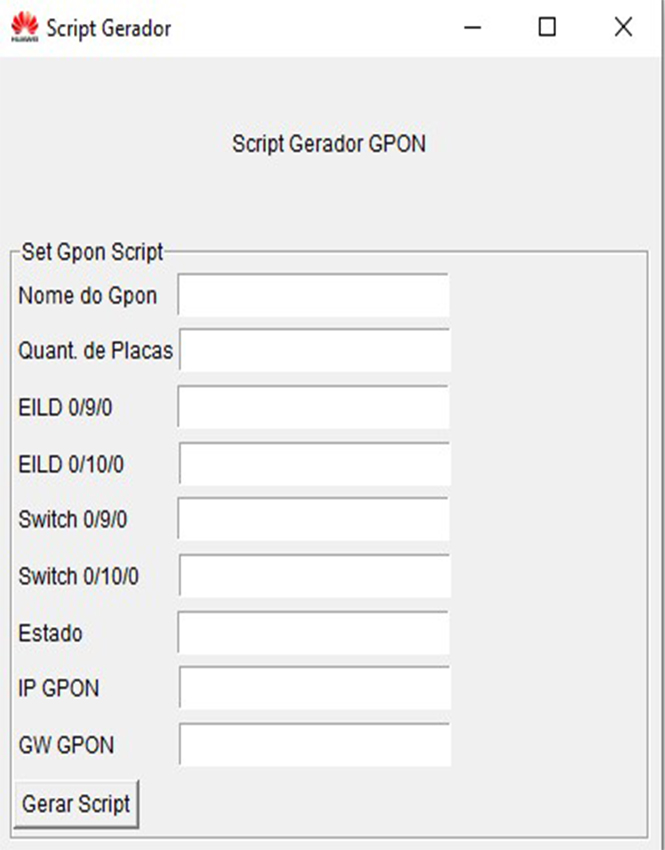 HUAWEI
Script Gerador
Script Gerador GPON
Set Gpon Script
Nome do Gpon
Quant. de Placas
EILD 0/9/0
EILD 0/10/0
Switch 0/9/0
Switch 0/10/0
Estado
IP GPON
GW GPON
Gerar Script